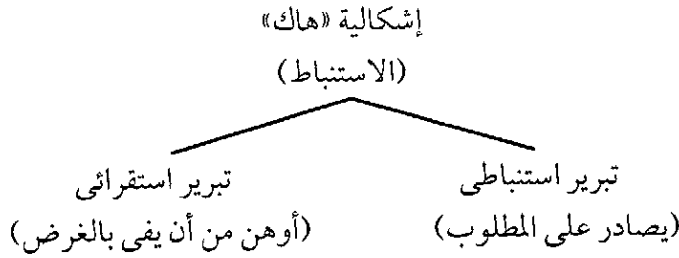 إشكالية «هاك»
(الاستنباط)
تبرير استنباطى
تبرير استقرائى
(يصادر على المطلوب)
(أوهن من أن يفى بالغرض)